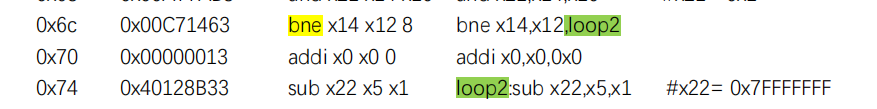 0x6c 0x00C71463 bne x14 x12 8 bne x14,x12,loop2
0x70 0x00000013 addi x0 x0 0 addi x0,x0,0x0
0x74 0x40128B33 sub x22 x5 x1 loop2:sub x22,x5,x1 #x22= 0x7FFFFFFF